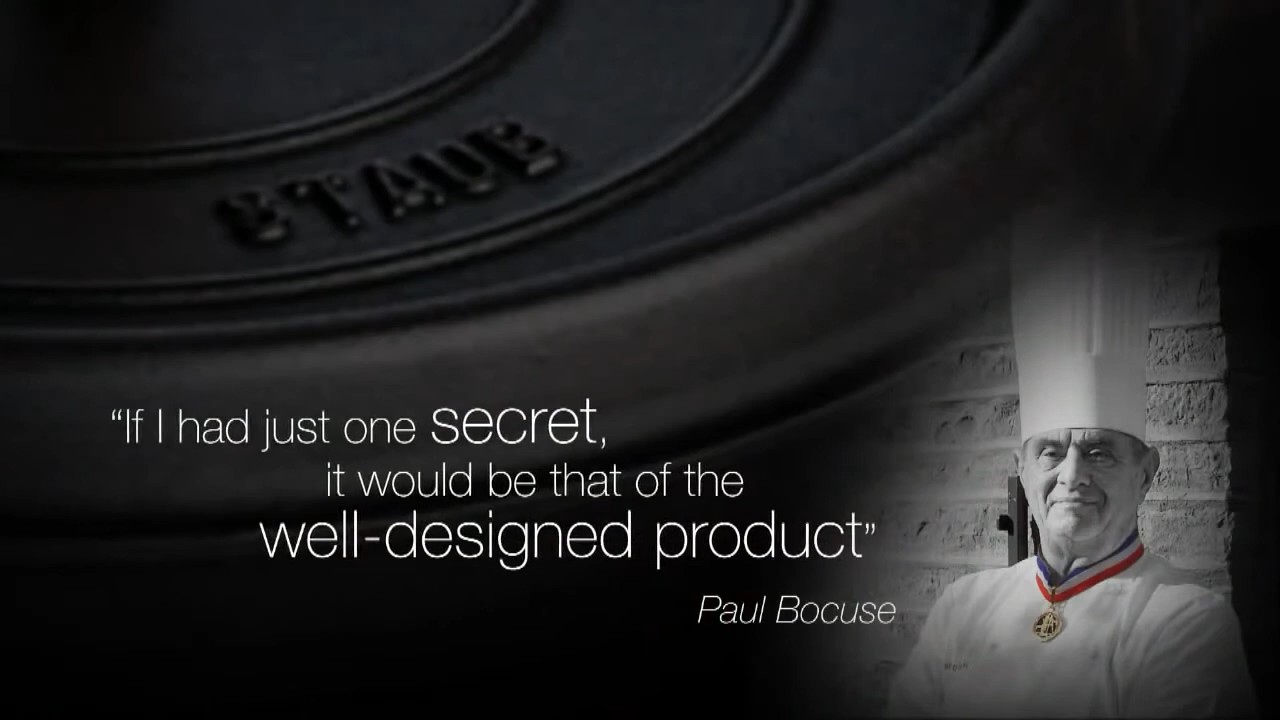 STAUB
“If I had just one secret,
it would be that of the
well-designed product”
Paul Bocuse